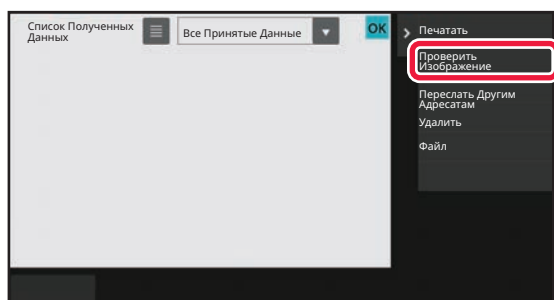 Список Полученных
Данных
Все Принятые Данные
OK
Печатать
Проверить
Изображение
Переслать Другим
Адресатам
Удалить
Файл